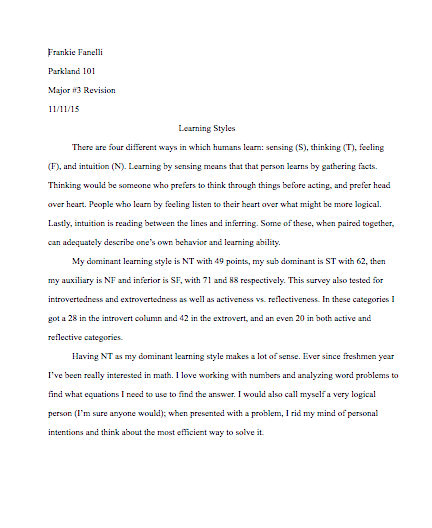 Frankie Fanelli
Parkland 101
Major #3 Revision
11/11/15
Learning Styles
There are four different ways in which humans learn: sensing (S), thinking (T), feeling
(F), and intuition (N). Learning by sensing means that that person learns by gathering facts.
Thinking would be someone who prefers to think through things before acting, and prefer head
over heart. People who learn by feeling listen to their heart over what might be more logical.
Lastly, intuition is reading between the lines and inferring. Some of these, when paired together,
can adequately describe one's own behavior and learning ability.
My dominant learning style is NT with 49 points, my sub dominant is ST with 62, then
my auxiliary is NF and inferior is SF, with 71 and 88 respectively. This survey also tested for
introvertedness and extrovertedness as well as activeness vs. reflectiveness. In these categories I
got a 28 in the introvert column and 42 in the extrovert, and an even 20 in both active and
reflective categories.
Having NT as my dominant learning style makes a lot of sense. Ever since freshmen year
I've been really interested in math. I love working with numbers and analyzing word problems to
find what equations I need to use to find the answer. I would also call myself a very logical
person (I'm sure anyone would); when presented with a problem, I rid my mind of personal
intentions and think about the most efficient way to solve it.